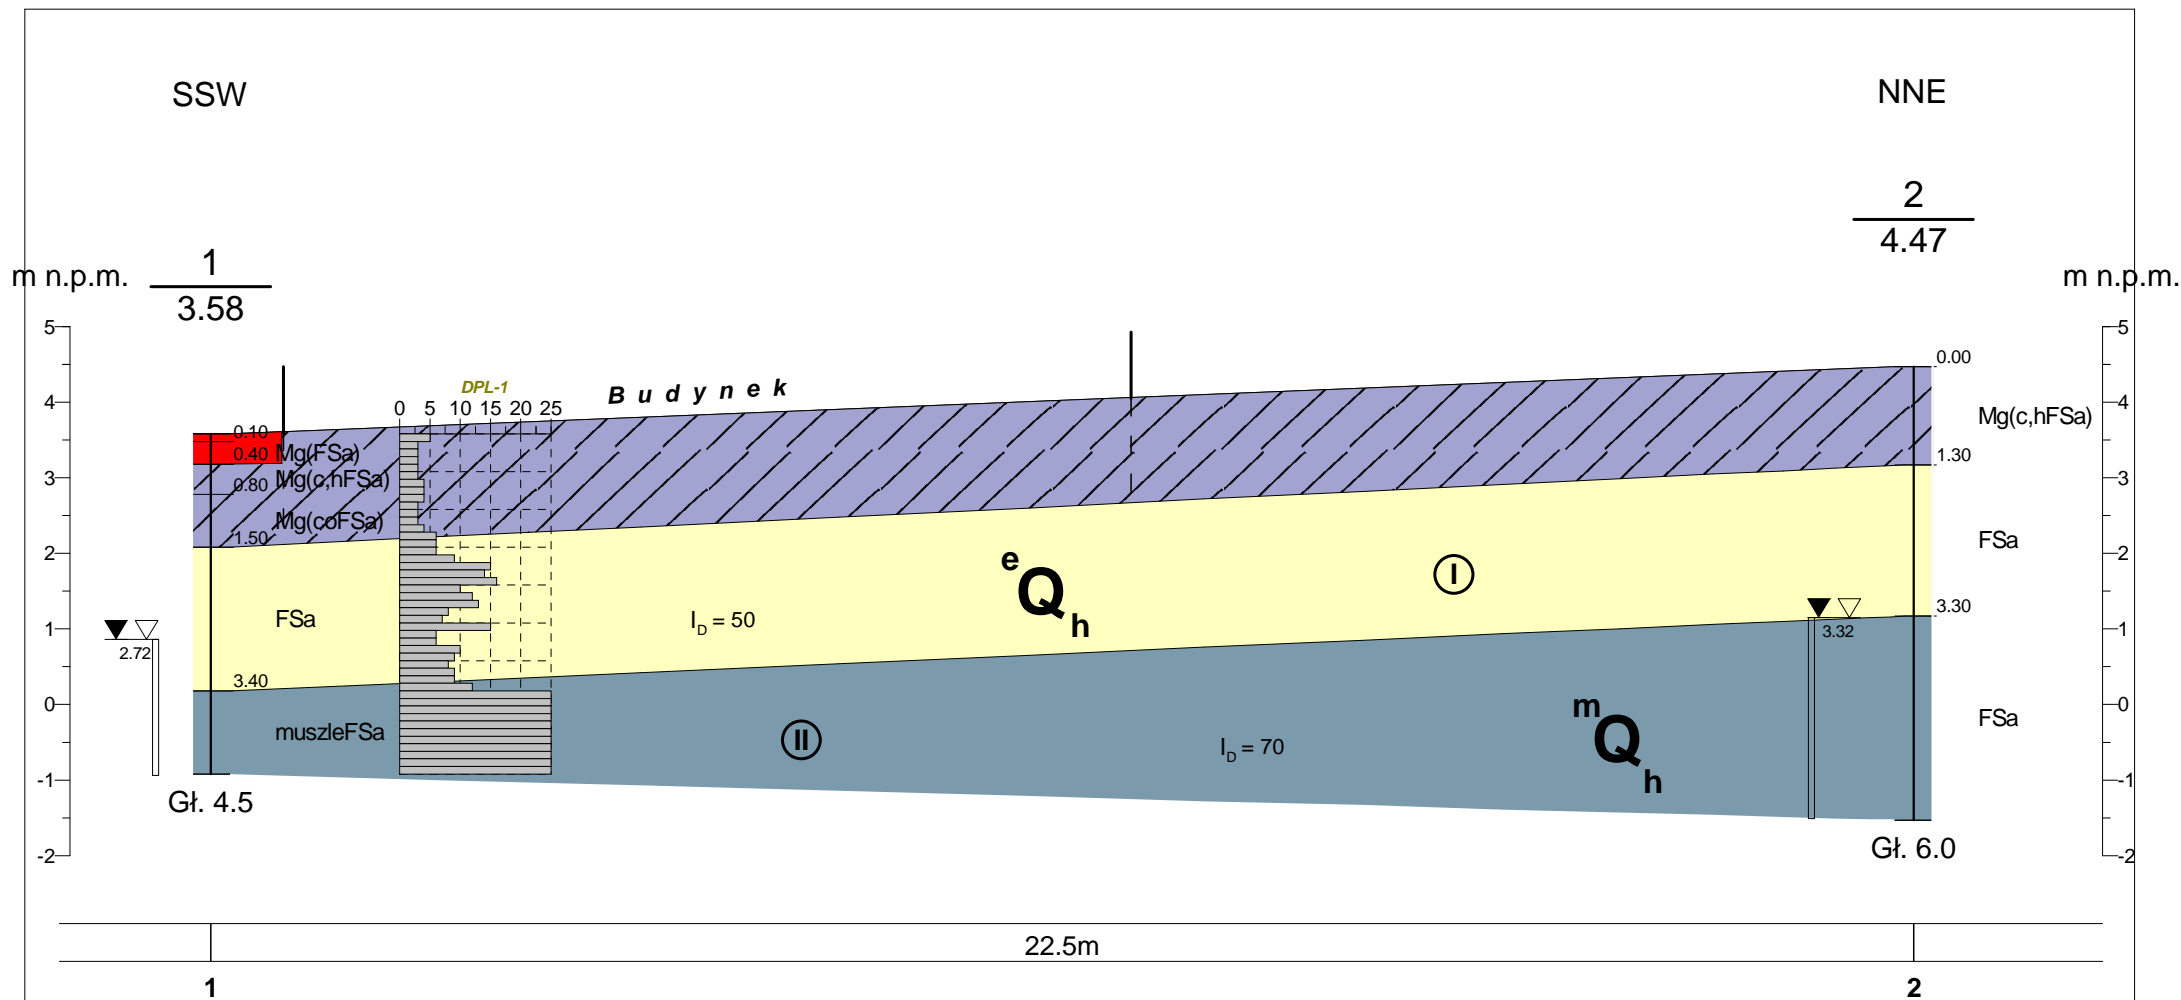 SSW
NNE
2
4.47
1
3.58
m n.p.m.
m n.p.m.
5
4
3
2
1
0
-1
-2
DPL-1
0 5 10 15 20 25
Budynek
0.10
0.40
0.80
1.50
3.40
Mg(FSa)
Mg(c,hFSa)
Mg(coFSa)
FSa
muszleFSa
2.72
Gł. 4.5
I_D = 50
e Q h
I
II
I_D = 70
m Q h
0.00
1.30
3.30
3.32
Mg(c,hFSa)
FSa
FSa
Gł. 6.0
5
4
3
2
1
0
-1
-2
22.5m
1
2